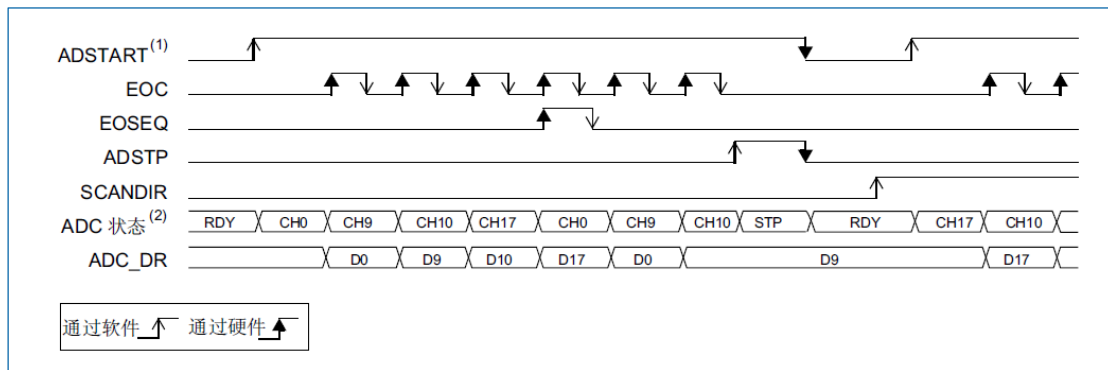 ADSTART(1)
EOC
EOSEQ
ADSTP
SCANDIR
ADC 状态(2) RDY CH0 CH9 CH10 CH17 CH0 CH9 CH10 STP RDY CH17 CH10
ADC_DR D0 D9 D10 D17 D0 D9 D17
通过软件 通过硬件